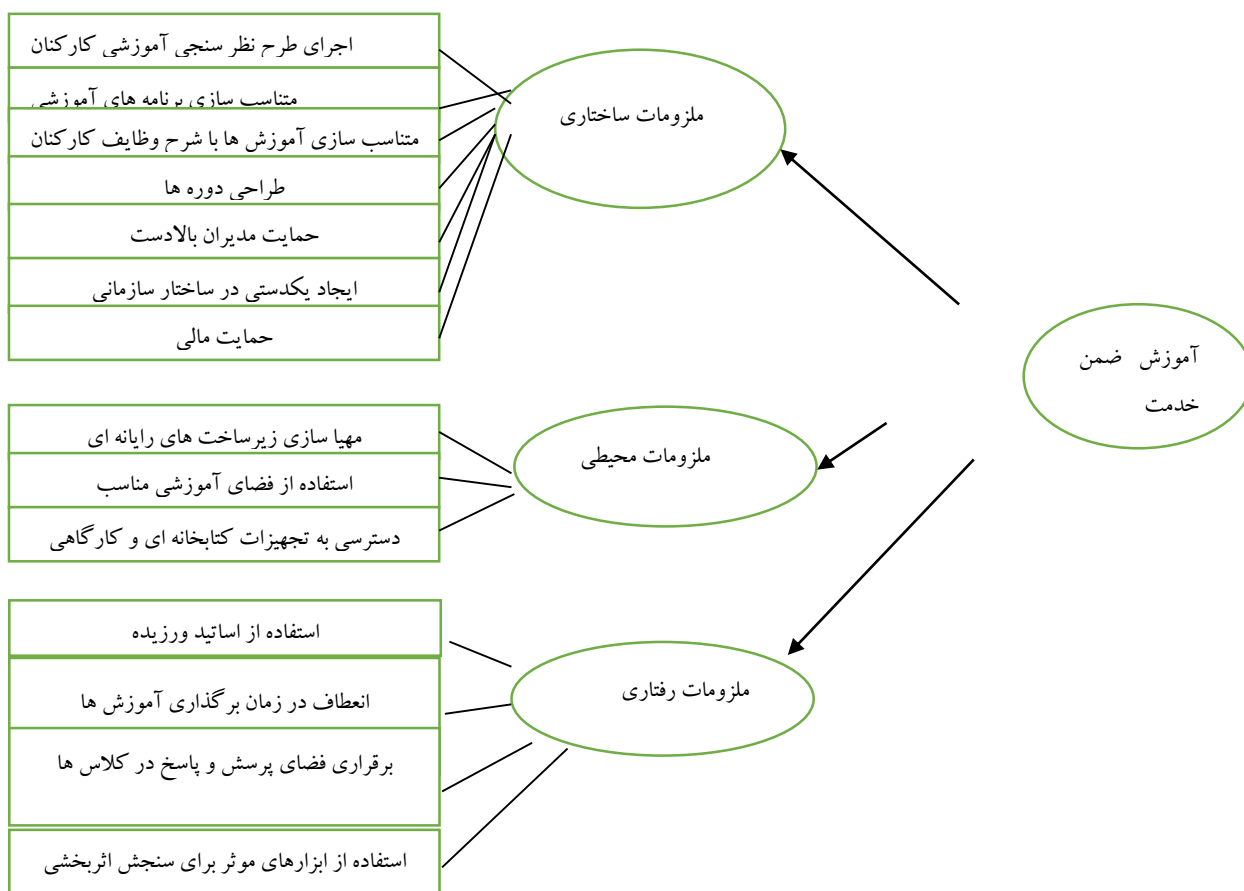 آموزش ضمن
خدمت
ملزومات ساختاری
اجرای طرح نظر سنجی آموزشی کارکنان
متناسب سازی برنامه های آموزشی
متناسب سازی آموزش ها با شرح وظایف کارکنان
طراحی دوره ها
حمایت مدیران بالادست
ایجاد یکدستی در ساختار سازمانی
حمایت مالی
ملزومات محیطی
مهیا سازی زیرساخت های رایانه ای
استفاده از فضای آموزشی مناسب
دسترسی به تجهیزات کتابخانه ای و کارگاهی
ملزومات رفتاری
استفاده از اساتید ورزیده
انعطاف در زمان برگذاری آموزش ها
برقراری فضای پرسش و پاسخ در کلاس ها
استفاده از ابزارهای موثر برای سنجش اثربخشی